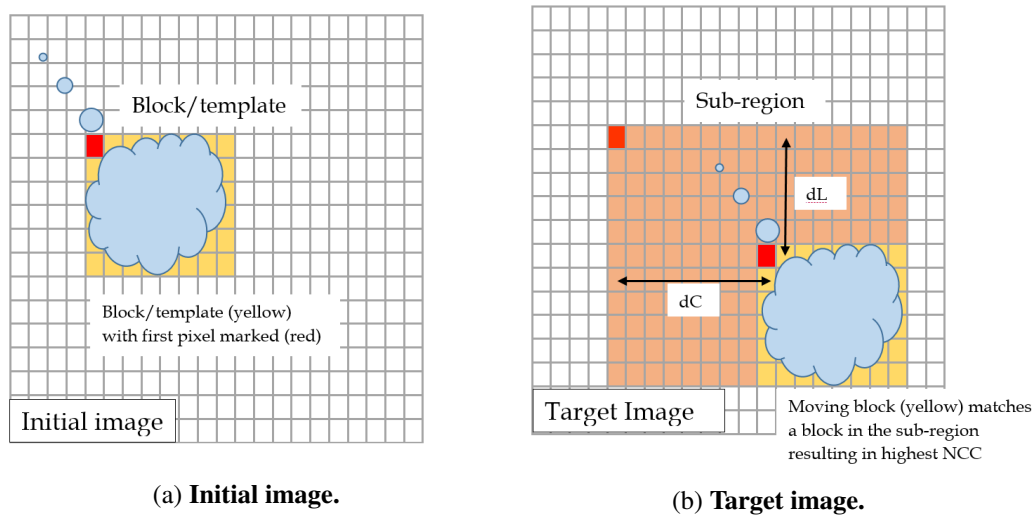 Block/template
Block/template (yellow)
with first pixel marked (red)
Initial image
(a) Initial image.
Sub-region
dL
dC
Target Image
Moving block (yellow) matches
a block in the sub-region
resulting in highest NCC
(b) Target image.